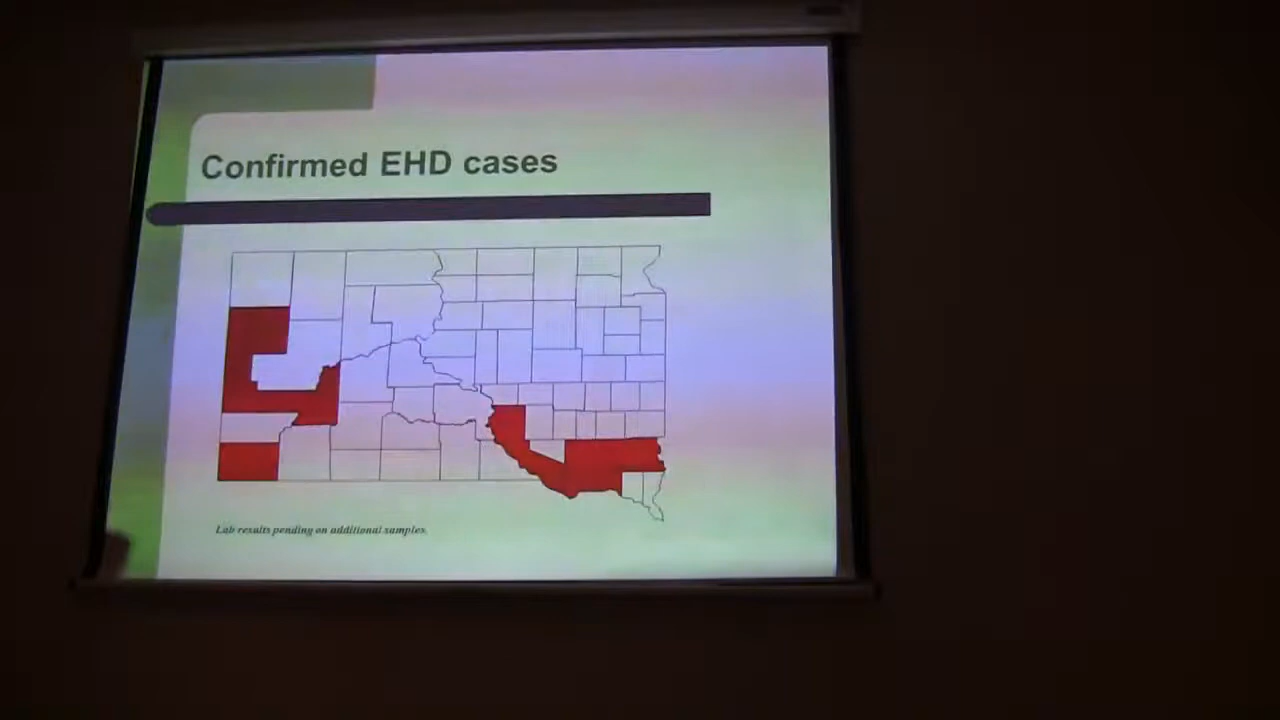 Confirmed EHD cases
Lab results pending on additional samples.